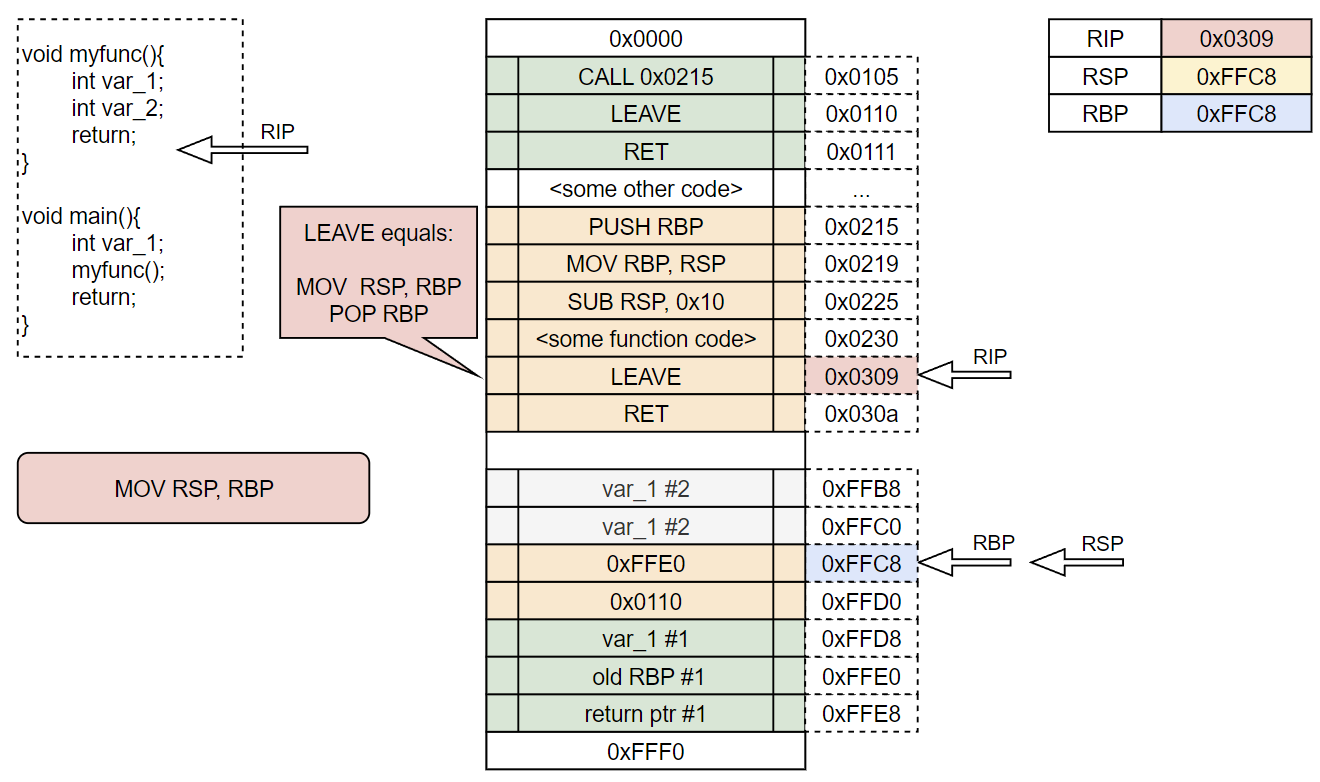 void myfunc(){
int var_1;
int var_2;
return;
}
void main(){
int var_1;
myfunc();
return;
}
RIP
LEAVE equals:
MOV  RSP, RBP
POP RBP
MOV RSP, RBP
0x0000
CALL 0x0215 0x0105
LEAVE 0x0110
RET 0x0111
<some other code> ...
PUSH RBP 0x0215
MOV RBP, RSP 0x0219
SUB RSP, 0x10 0x0225
<some function code> 0x0230
LEAVE 0x0309 RIP
RET 0x030a
var_1 #2 0xFFB8
var_1 #2 0xFFC0
0xFFE0 0xFFC8 RBP RSP
0x0110 0xFFD0
var_1 #1 0xFFD8
old RBP #1 0xFFE0
return ptr #1 0xFFE8
0xFFF0
RIP 0x0309
RSP 0xFFC8
RBP 0xFFC8